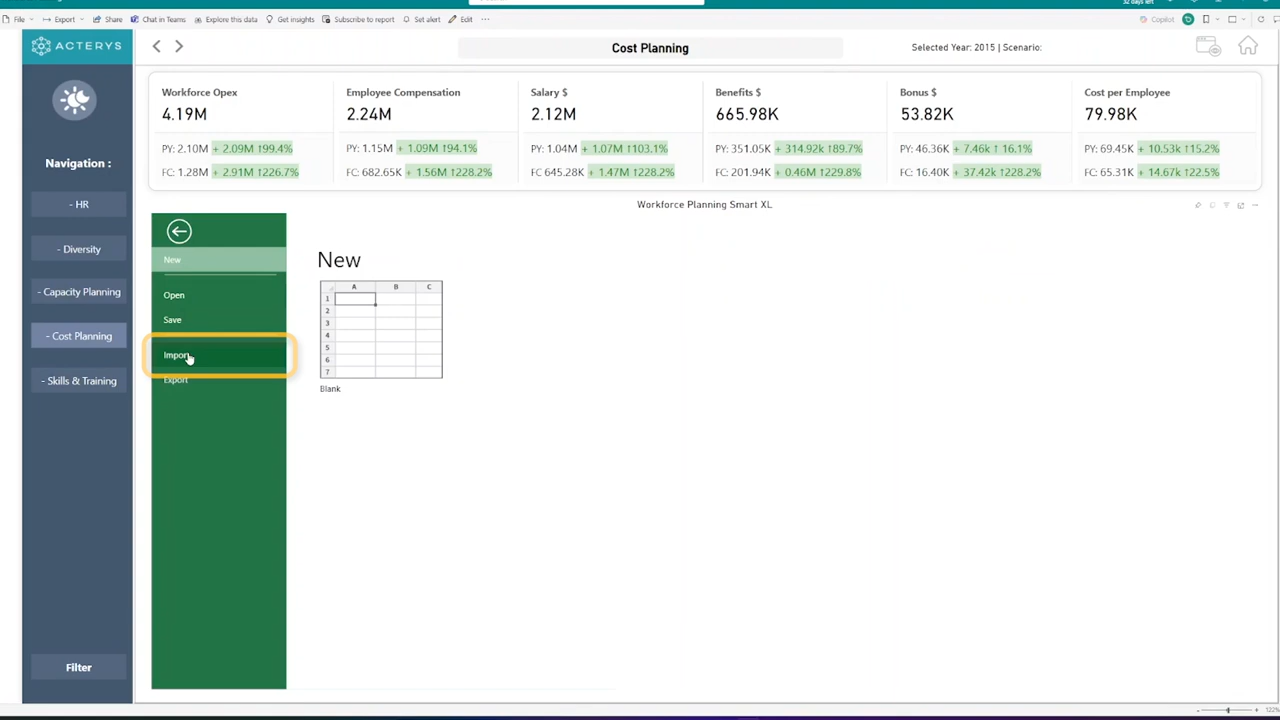 32 days left
File
Export
Share
Chat in Teams
Explore this data
Get insights
Subscribe to report
Set alert
Edit
Copilot
ACTERYS
Cost Planning
Selected Year: 2015 | Scenario:
Navigation :
- HR
- Diversity
- Capacity Planning
- Cost Planning
- Skills & Training
Filter
Workforce Opex
4.19M
PY: 2.10M + 2.09M ↑99.4%
FC: 1.28M + 2.91M ↑226.7%
Employee Compensation
2.24M
PY: 1.15M + 1.09M ↑94.1%
FC: 682.65K + 1.56M ↑228.2%
Salary $
2.12M
PY: 1.04M + 1.07M ↑103.1%
FC 645.28K + 1.47M ↑228.2%
Benefits $
665.98K
PY: 351.05K + 314.92k ↑89.7%
FC: 201.94K + 0.46M ↑229.8%
Bonus $
53.82K
PY: 46.36K + 7.46k ↑ 16.1%
FC: 16.40K + 37.42k ↑228.2%
Cost per Employee
79.98K
PY: 69.45K + 10.53k ↑15.2%
FC: 65.31K + 14.67k ↑22.5%
Workforce Planning Smart XL
New
Open
Save
Import
Export
New
A B C
1
2
3
4
5
6
7
Blank
122%